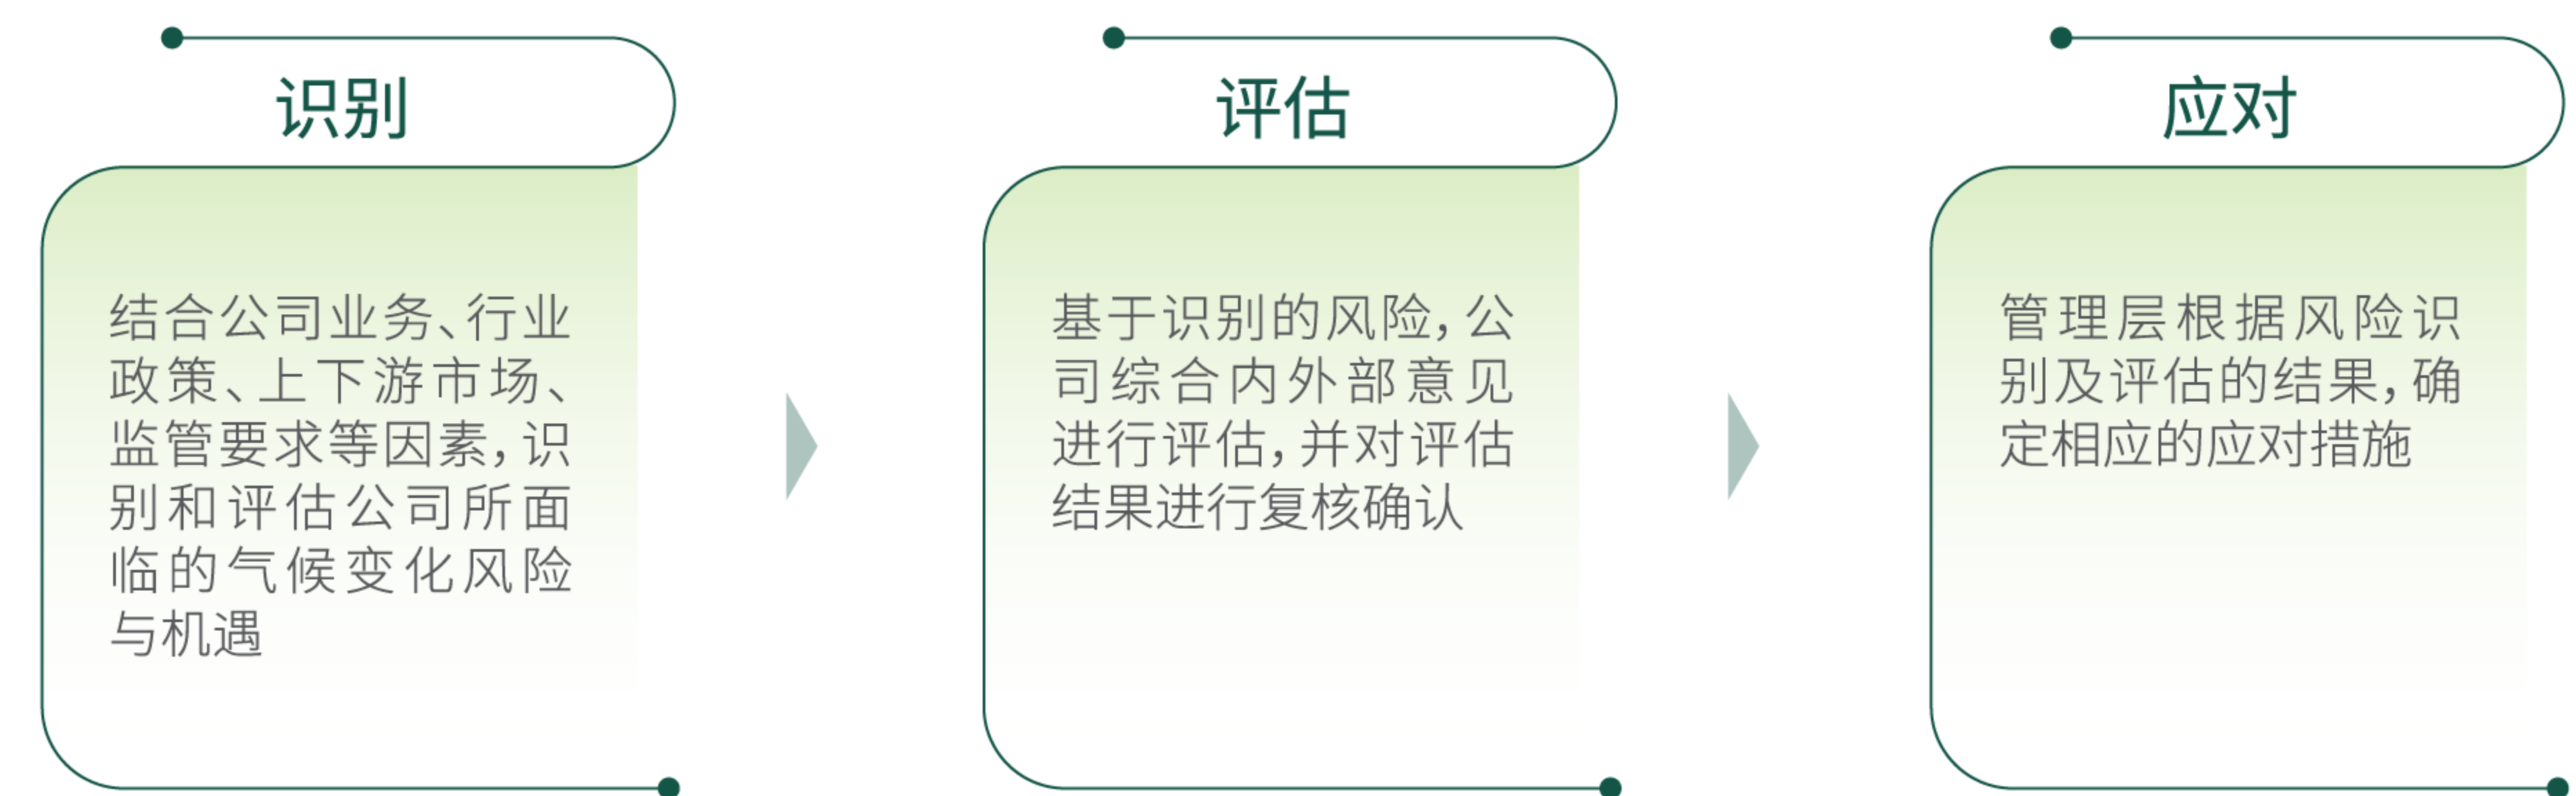 识别
结合公司业务、行业
政策、上下游市场、
监管要求等因素，识
别和评估公司所面
临的气候变化风险
与机遇
评估
基于识别的风险，公
司综合内外部意见
进行评估，并对评估
结果进行复核确认
应对
管理层根据风险识
别及评估的结果，确
定相应的应对措施